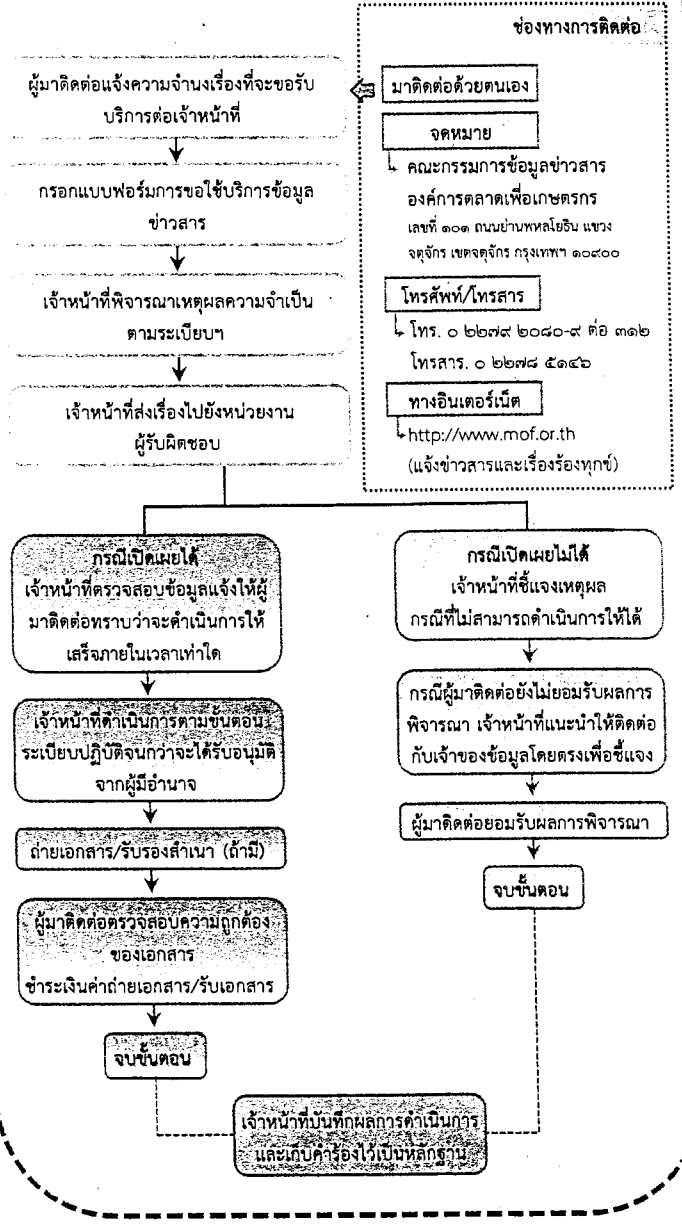 ช่องทางการติดต่อ
ผู้มาติดต่อแจ้งความจำนงเรื่องที่จะขอรับ
บริการต่อเจ้าหน้าที่
กรอกแบบฟอร์มการขอใช้บริการข้อมูล
ข่าวสาร
เจ้าหน้าที่พิจารณาเหตุผลความจำเป็น
ตามระเบียบฯ
เจ้าหน้าที่ส่งเรื่องไปยังหน่วยงาน
ผู้รับผิดชอบ
มาติดต่อด้วยตนเอง
จดหมาย
คณะกรรมการข้อมูลข่าวสาร
องค์การตลาดเพื่อเกษตรกร
เลขที่ ๑๐๑ ถนนย่านพหลโยธิน แขวง
จตุจักร เขตจตุจักร กรุงเทพฯ ๑๐๙๐๐
โทรศัพท์/โทรสาร
โทร. ๐ ๒๒๗๙ ๒๐๘๐-๙ ต่อ ๓๑๒
โทรสาร. ๐ ๒๒๗๘ ๕๑๔๖
ทางอินเตอร์เน็ต
http://www.mof.or.th
(แจ้งข่าวสารและเรื่องร้องทุกข์)
กรณีเปิดเผยได้
เจ้าหน้าที่ตรวจสอบข้อมูลแจ้งให้ผู้
มาติดต่อทราบว่าจะดำเนินการให้
เสร็จภายในเวลาเท่าใด
เจ้าหน้าที่ดำเนินการตามขั้นตอน
ระเบียบปฏิบัติจนกว่าจะได้รับอนุมัติ
จากผู้มีอำนาจ
ถ่ายเอกสาร/รับรองสำเนา (ถ้ามี)
ผู้มาติดต่อตรวจสอบความถูกต้อง
ของเอกสาร
ชำระเงินค่าถ่ายเอกสาร/รับเอกสาร
จบขั้นตอน
กรณีเปิดเผยไม่ได้
เจ้าหน้าที่ชี้แจงเหตุผล
กรณีที่ไม่สามารถดำเนินการให้ได้
กรณีผู้มาติดต่อยังไม่ยอมรับผลการ
พิจารณา เจ้าหน้าที่แนะนำให้ติดต่อ
กับเจ้าของข้อมูลโดยตรงเพื่อชี้แจง
ผู้มาติดต่อยอมรับผลการพิจารณา
จบขั้นตอน
เจ้าหน้าที่บันทึกผลการดำเนินการ
และเก็บคำร้องไว้เป็นหลักฐาน